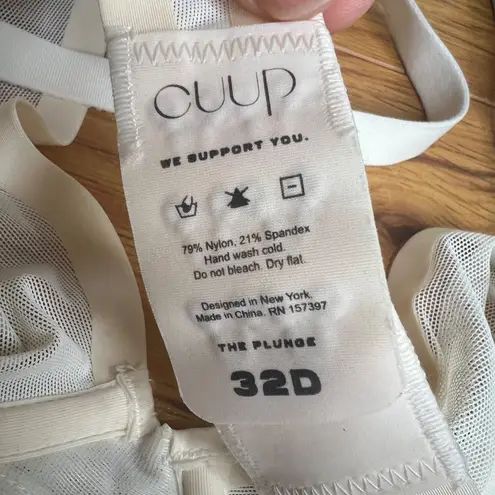 cuup
WE SUPPORT YOU.
79% Nylon, 21% Spandex
Hand wash cold.
Do not bleach. Dry flat.
Designed in New York.
Made in China. RN 157397
THE PLUNGE
32D